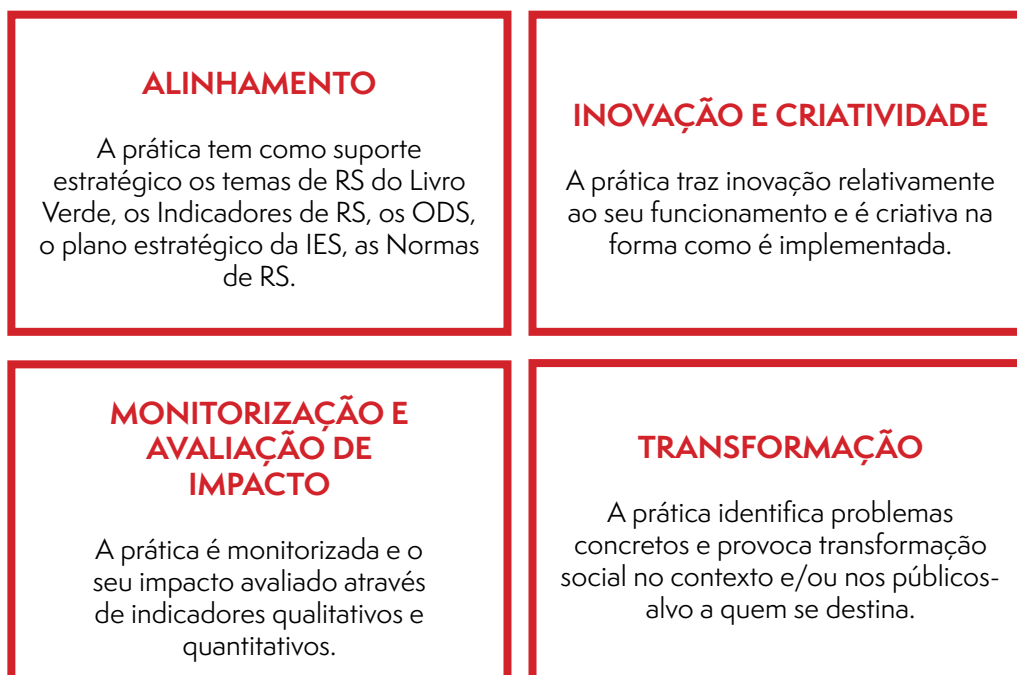 ALINHAMENTO
A prática tem como suporte
estratégico os temas de RS do Livro
Verde, os Indicadores de RS, os ODS,
o plano estratégico da IES, as Normas
de RS.
INOVAÇÃO E CRIATIVIDADE
A prática traz inovação relativamente
ao seu funcionamento e é criativa na
forma como é implementada.
MONITORIZAÇÃO E
AVALIAÇÃO DE
IMPACTO
A prática é monitorizada e o
seu impacto avaliado através
de indicadores qualitativos e
quantitativos.
TRANSFORMAÇÃO
A prática identifica problemas
concretos e provoca transformação
social no contexto e/ou nos públicos-
alvo a quem se destina.